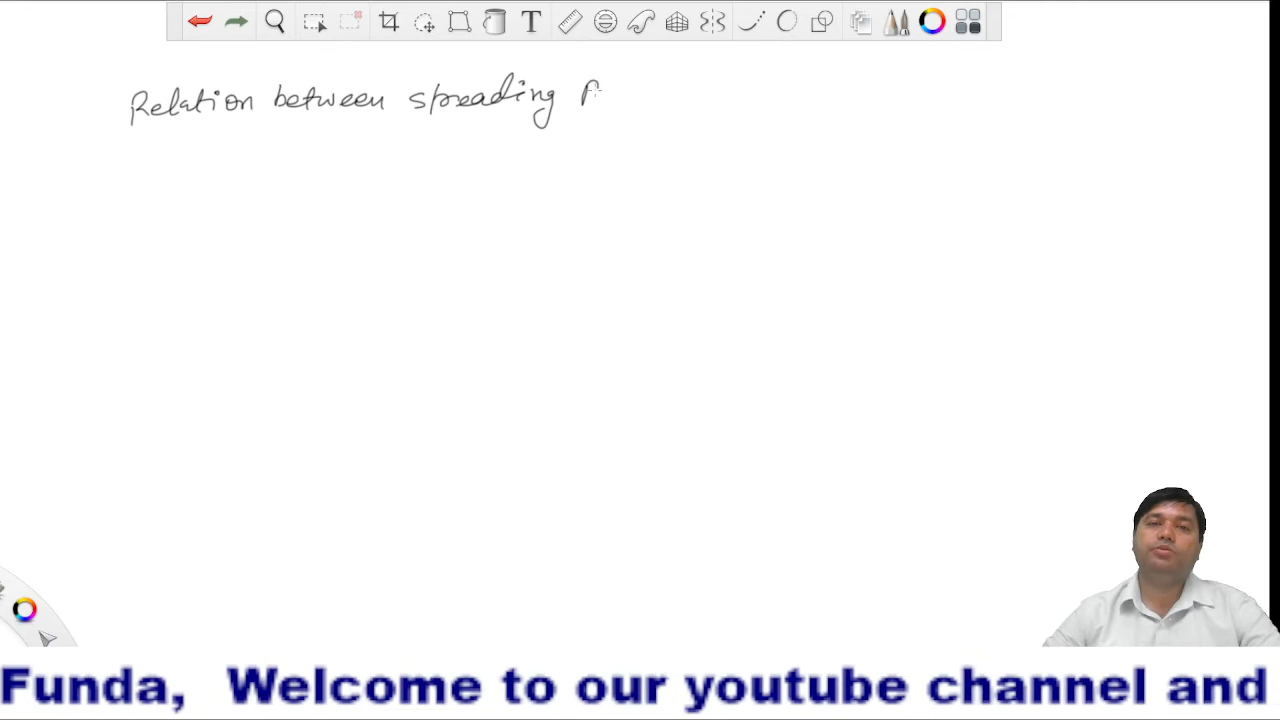 Relation between spreading
Funda, Welcome to our youtube channel and